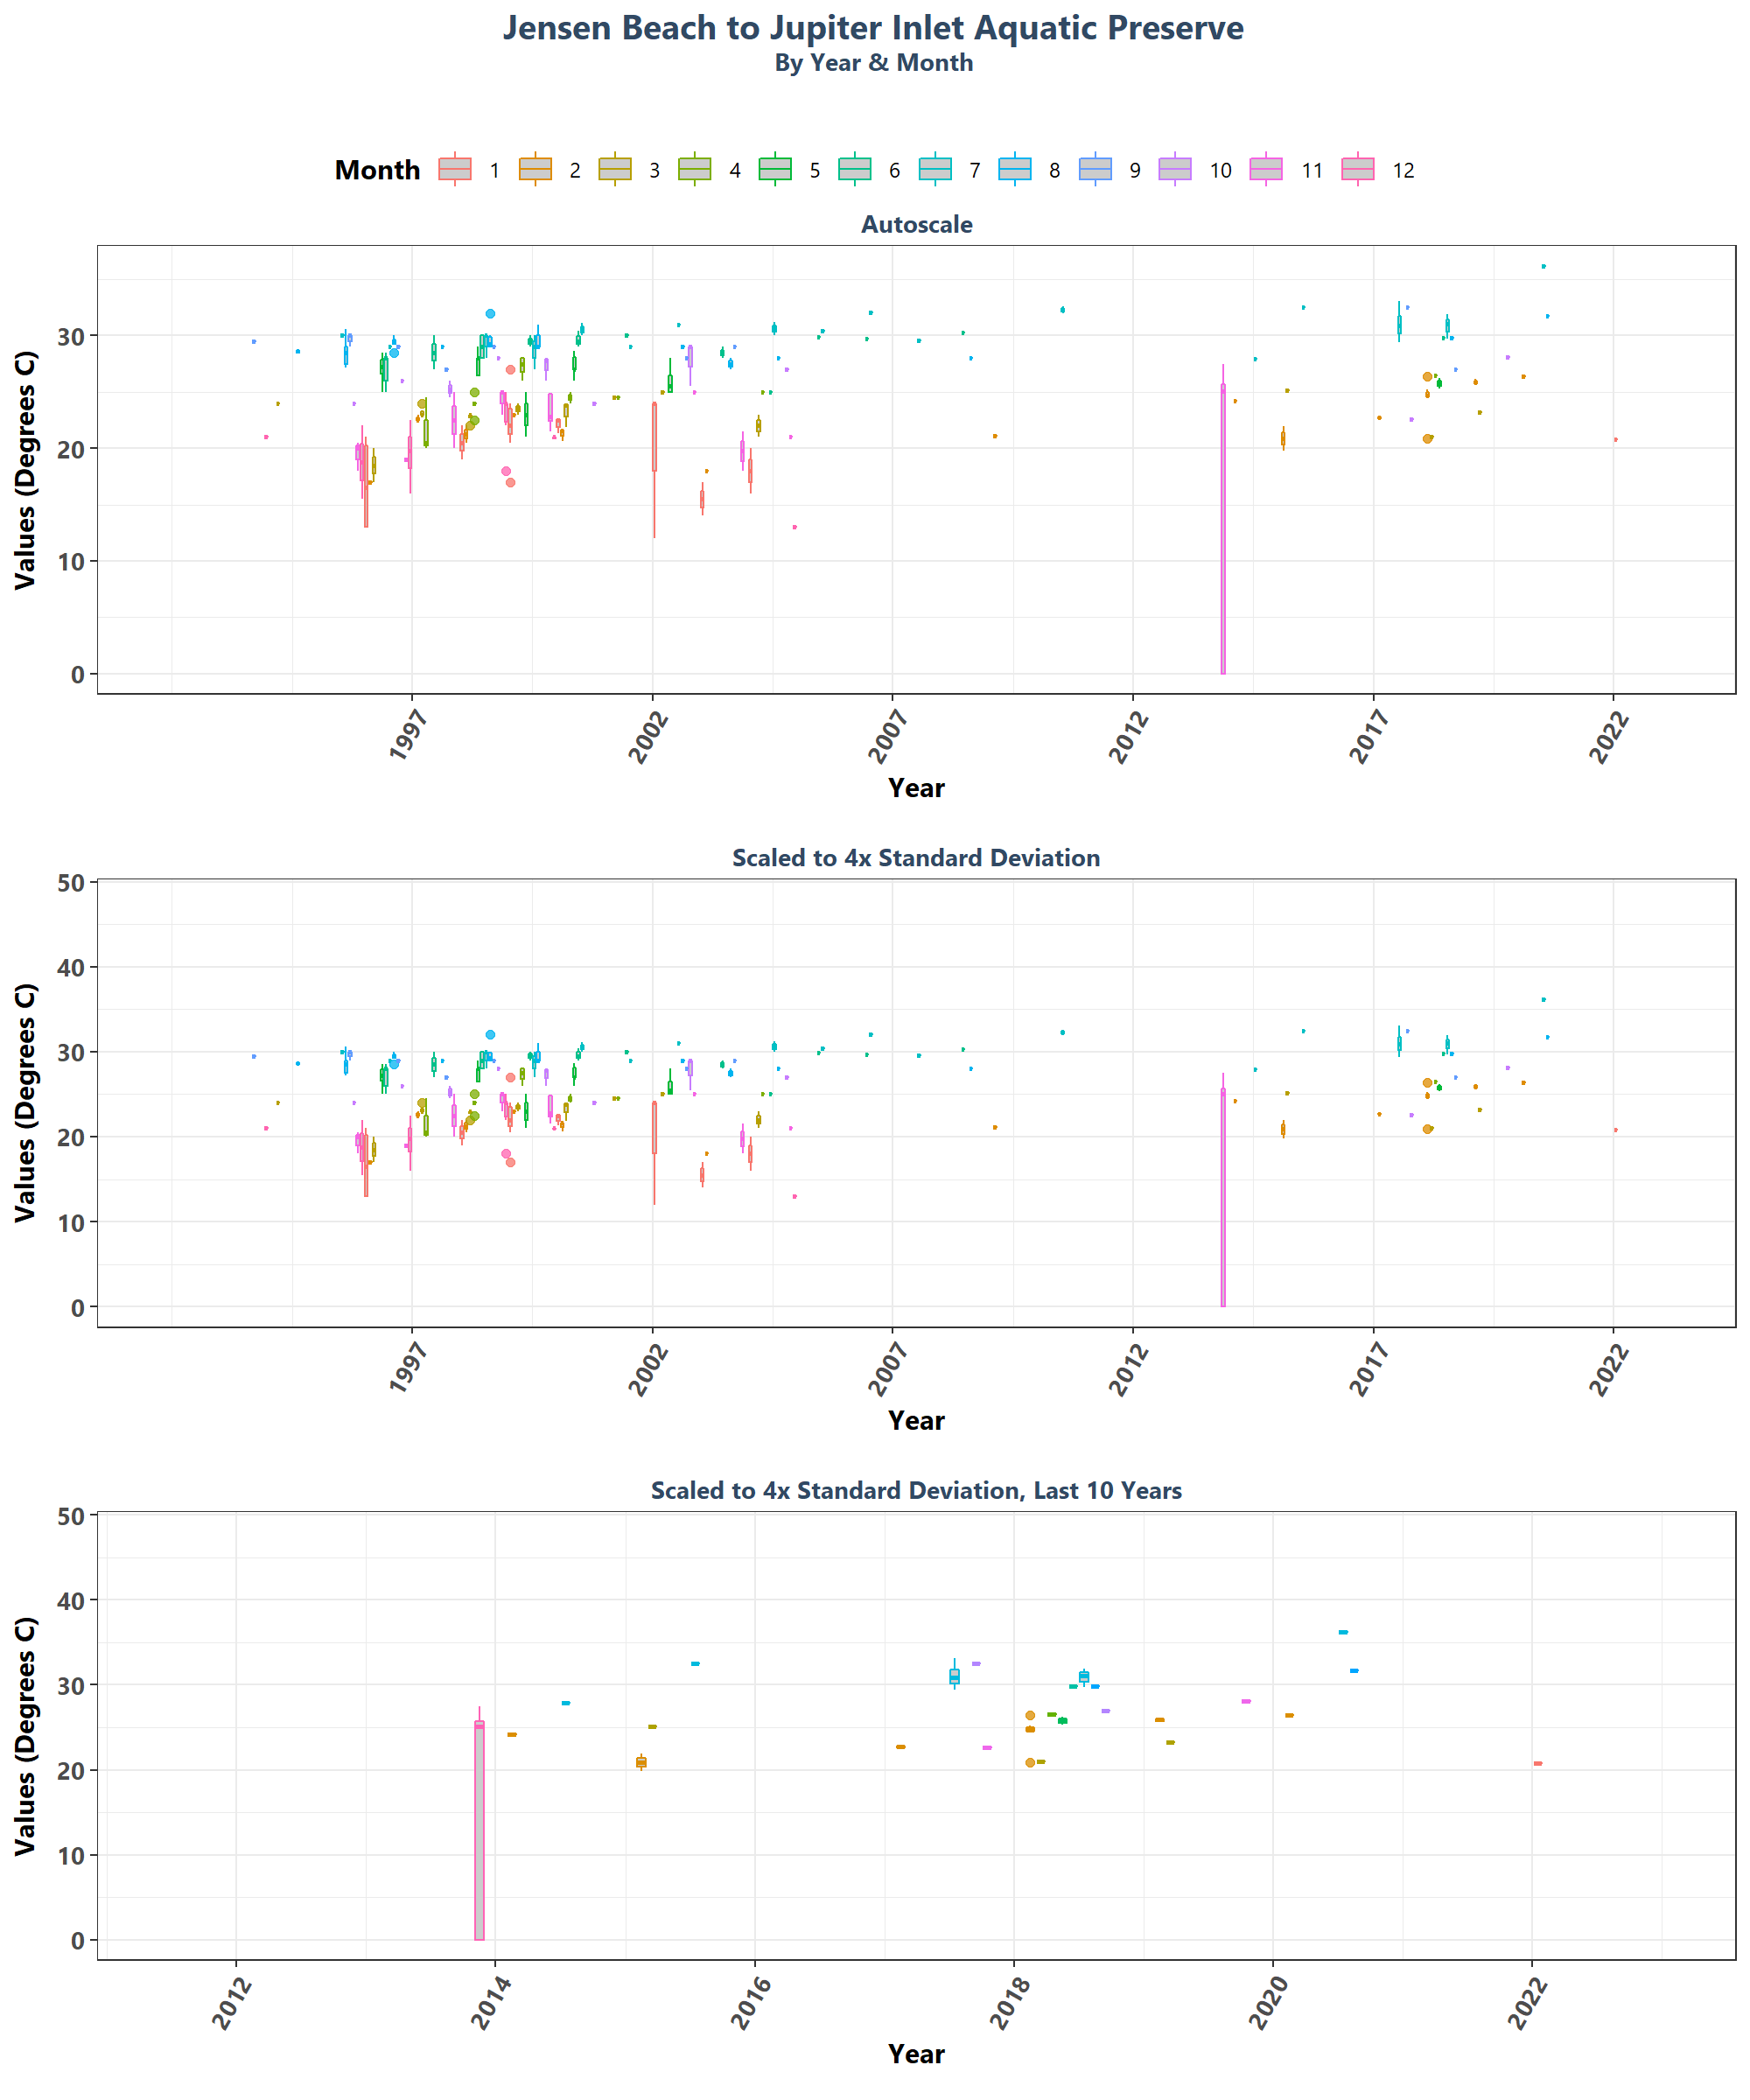 Jensen Beach to Jupiter Inlet Aquatic Preserve
By Year & Month
Month 1 2 3 4 5 6 7 8 9 10 11 12
Autoscale
Values (Degrees C)
30
20
10
0
1997 2002 2007 2012 2017 2022
Year
Scaled to 4x Standard Deviation
Values (Degrees C)
50
40
30
20
10
0
1997 2002 2007 2012 2017 2022
Year
Scaled to 4x Standard Deviation, Last 10 Years
Values (Degrees C)
50
40
30
20
10
0
2012 2014 2016 2018 2020 2022
Year